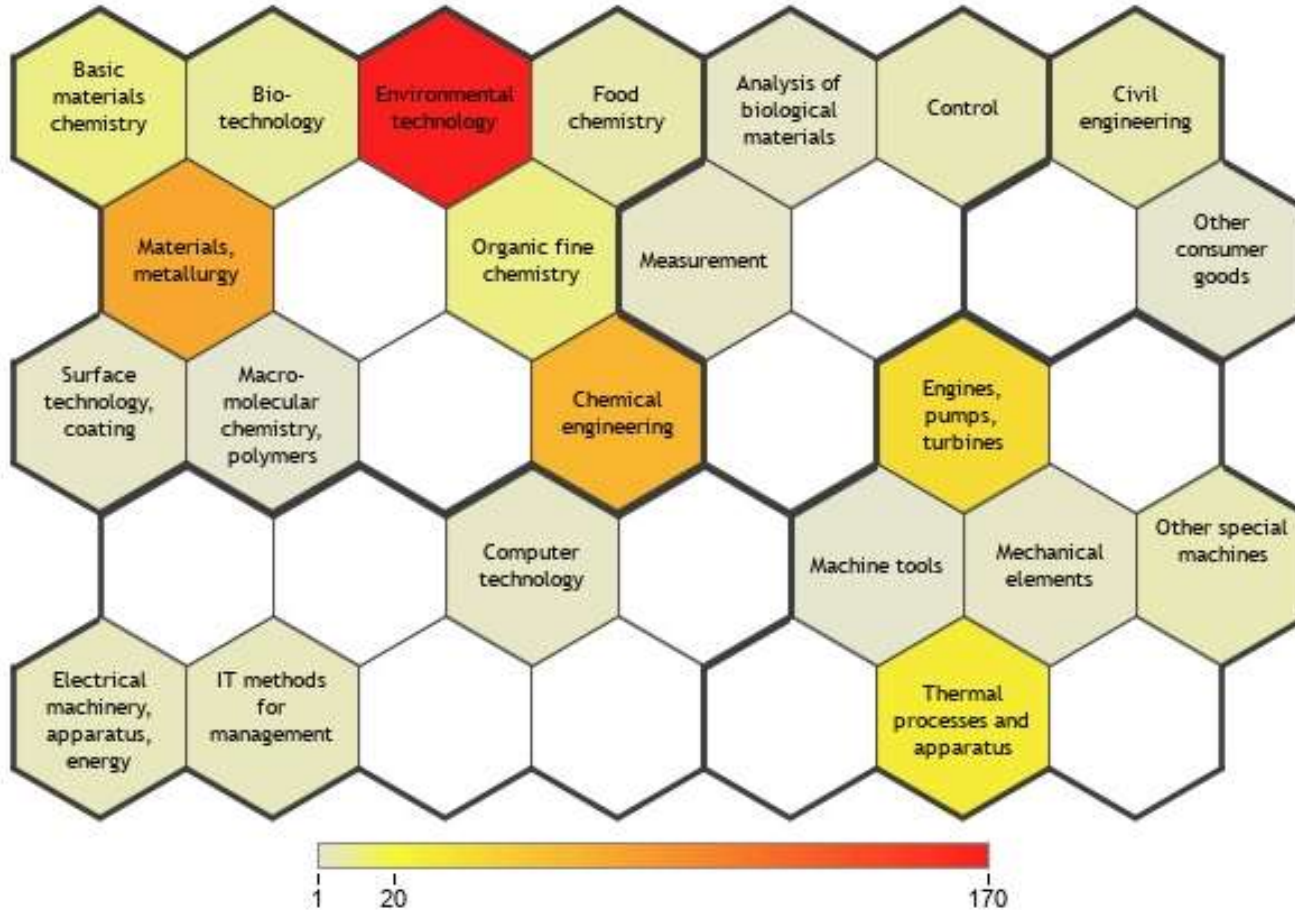 Basic
materials
chemistry
Bio-
technology
Environmental
technology
Food
chemistry
Analysis of
biological
materials
Control
Civil
engineering
Materials,
metallurgy
Organic fine
chemistry
Measurement
Other
consumer
goods
Surface
technology,
coating
Macro-
molecular
chemistry,
polymers
Chemical
engineering
Engines,
pumps,
turbines
Computer
technology
Machine tools
Mechanical
elements
Other special
machines
Electrical
machinery,
apparatus,
energy
IT methods
for
management
Thermal
processes and
apparatus
1 20 170